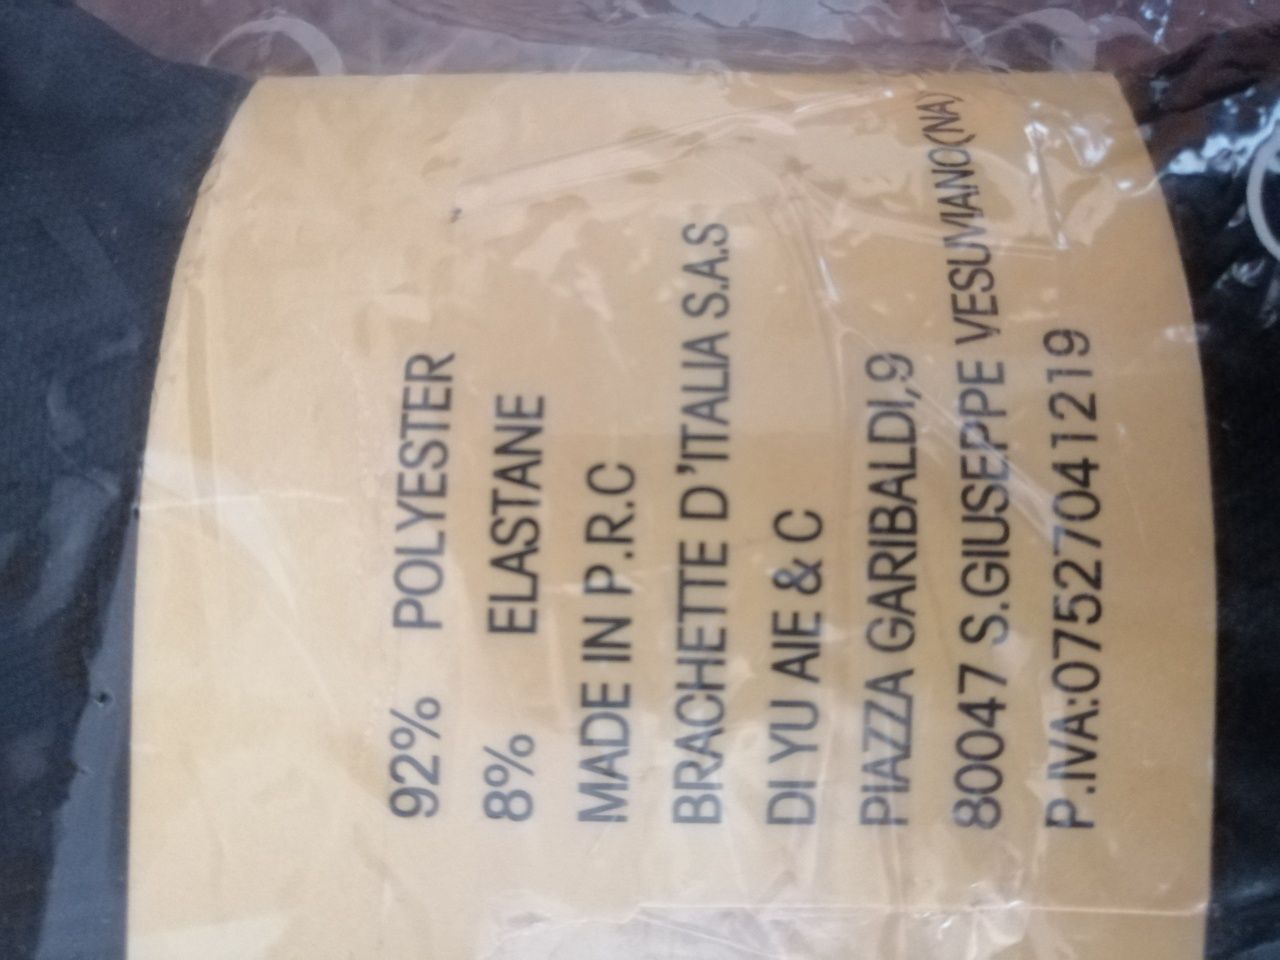 92% POLYESTER
8% ELASTANE
MADE IN P.R.C
BRACHETTE D'ITALIA S.A.S
DI YU AIE & C
PIAZZA GARIBALDI,9
80047 S.GIUSEPPE VESUVIANO(NA)
P.IVA:07527041219